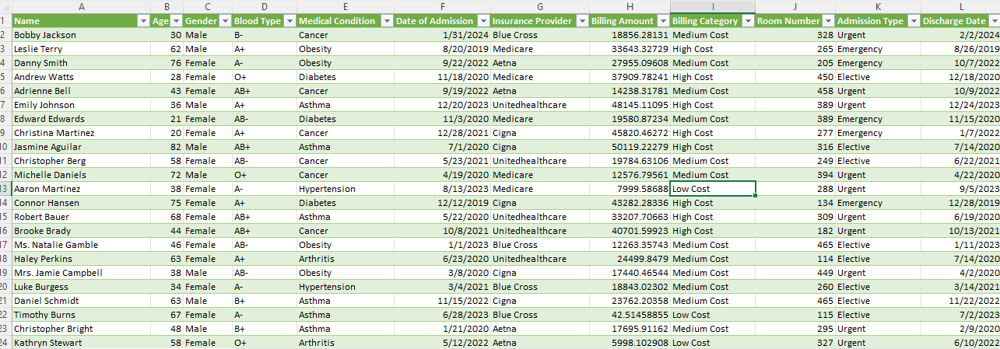 A B C D E F G H I J K L
1 Name Age Gender Blood Type Medical Condition Date of Admission Insurance Provider Billing Amount Billing Category Room Number Admission Type Discharge Date
2 Bobby Jackson 30 Male B- Cancer 1/31/2024 Blue Cross 18856.28131 Medium Cost 328 Urgent 2/2/2024
3 Leslie Terry 62 Male A+ Obesity 8/20/2019 Medicare 33643.32729 High Cost 265 Emergency 8/26/2019
4 Danny Smith 76 Female A- Obesity 9/22/2022 Aetna 27955.09608 Medium Cost 205 Emergency 10/7/2022
5 Andrew Watts 28 Female O+ Diabetes 11/18/2020 Medicare 37909.78241 High Cost 450 Elective 12/18/2020
6 Adrienne Bell 43 Female AB+ Cancer 9/19/2022 Aetna 14238.31781 Medium Cost 458 Urgent 10/9/2022
7 Emily Johnson 36 Male A+ Asthma 12/20/2023 Unitedhealthcare 48145.11095 High Cost 389 Urgent 12/24/2023
8 Edward Edwards 21 Female AB- Diabetes 11/3/2020 Medicare 19580.87234 Medium Cost 389 Emergency 11/15/2020
9 Christina Martinez 20 Female A+ Cancer 12/28/2021 Cigna 45820.46272 High Cost 277 Emergency 1/7/2022
10 Jasmine Aguilar 82 Male AB+ Asthma 7/1/2020 Cigna 50119.22279 High Cost 316 Elective 7/14/2020
11 Christopher Berg 58 Female AB- Cancer 5/23/2021 Unitedhealthcare 19784.63106 Medium Cost 249 Elective 6/22/2021
12 Michelle Daniels 72 Male O+ Cancer 4/19/2020 Medicare 12576.79561 Medium Cost 394 Urgent 4/22/2020
13 Aaron Martinez 38 Female A- Hypertension 8/13/2023 Medicare 7999.58688 Low Cost 288 Urgent 9/5/2023
14 Connor Hansen 75 Female A+ Diabetes 12/12/2019 Cigna 43282.28336 High Cost 134 Emergency 12/28/2019
15 Robert Bauer 68 Female AB+ Asthma 5/22/2020 Unitedhealthcare 33207.70663 High Cost 309 Urgent 6/19/2020
16 Brooke Brady 44 Female AB+ Cancer 10/8/2021 Unitedhealthcare 40701.59923 High Cost 182 Urgent 10/13/2021
17 Ms. Natalie Gamble 46 Female AB- Obesity 1/1/2023 Blue Cross 12263.35743 Medium Cost 465 Elective 1/11/2023
18 Haley Perkins 63 Female A+ Arthritis 6/23/2020 Unitedhealthcare 24499.8479 Medium Cost 114 Elective 7/14/2020
19 Mrs. Jamie Campbell 38 Male AB- Obesity 3/8/2020 Cigna 17440.46544 Medium Cost 449 Urgent 4/2/2020
20 Luke Burgess 34 Female A- Hypertension 3/4/2021 Blue Cross 18843.02302 Medium Cost 260 Elective 3/14/2021
21 Daniel Schmidt 63 Male B+ Asthma 11/15/2022 Cigna 23762.20358 Medium Cost 465 Elective 11/22/2022
22 Timothy Burns 67 Female A- Asthma 6/28/2023 Blue Cross 42.51458855 Low Cost 115 Elective 7/2/2023
23 Christopher Bright 48 Male B+ Asthma 1/21/2020 Aetna 17695.91162 Medium Cost 295 Urgent 2/9/2020
24 Kathryn Stewart 58 Female O+ Arthritis 5/12/2022 Aetna 5998.102908 Low Cost 327 Urgent 6/10/2022